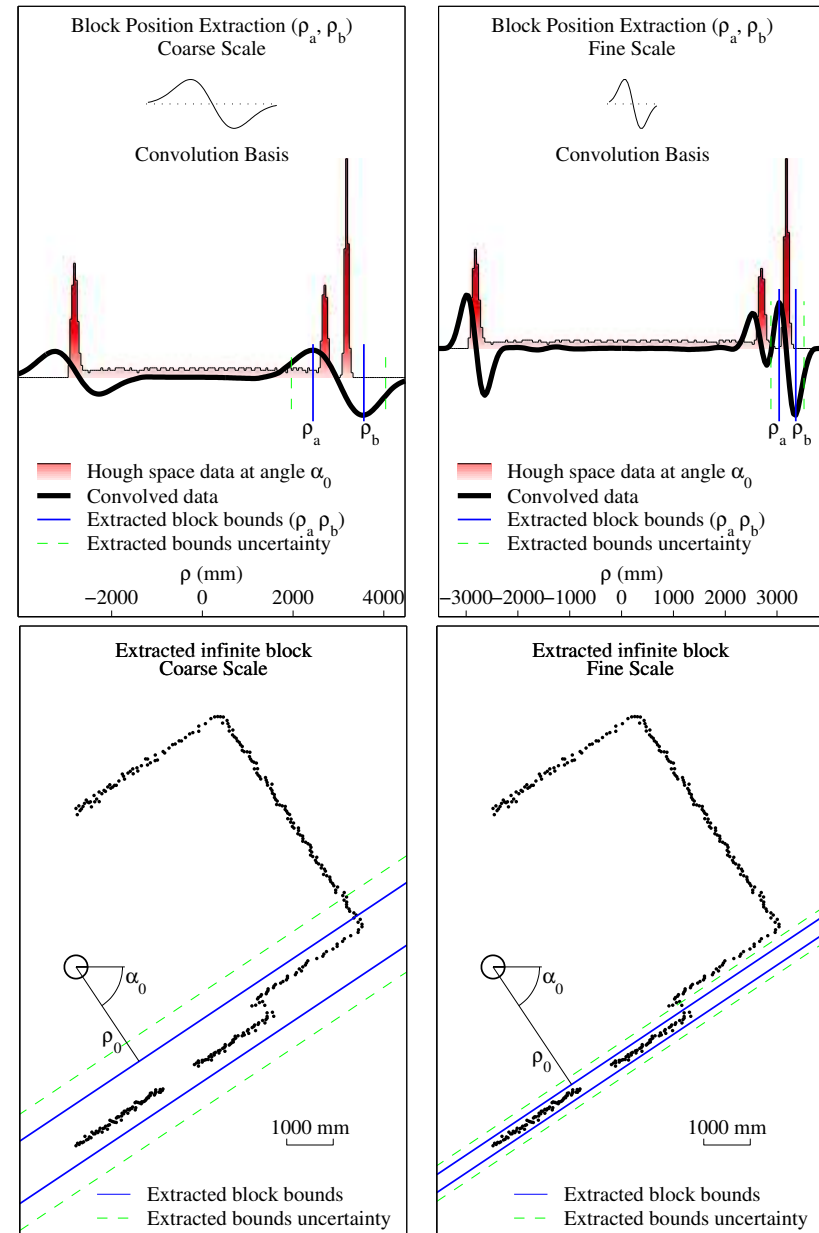 Block Position Extraction (ρa, ρb)
Coarse Scale
Convolution Basis
ρa
ρb
Hough space data at angle α0
Convolved data
Extracted block bounds (ρa ρb)
Extracted bounds uncertainty
ρ (mm)
−2000 0 2000 4000
Block Position Extraction (ρa, ρb)
Fine Scale
Convolution Basis
ρa
ρb
Hough space data at angle α0
Convolved data
Extracted block bounds (ρa ρb)
Extracted bounds uncertainty
ρ (mm)
−3000 −2000 −1000 0 1000 2000 3000
Extracted infinite block
Coarse Scale
α0
ρ0
1000 mm
Extracted block bounds
Extracted bounds uncertainty
Extracted infinite block
Fine Scale
α0
ρ0
1000 mm
Extracted block bounds
Extracted bounds uncertainty